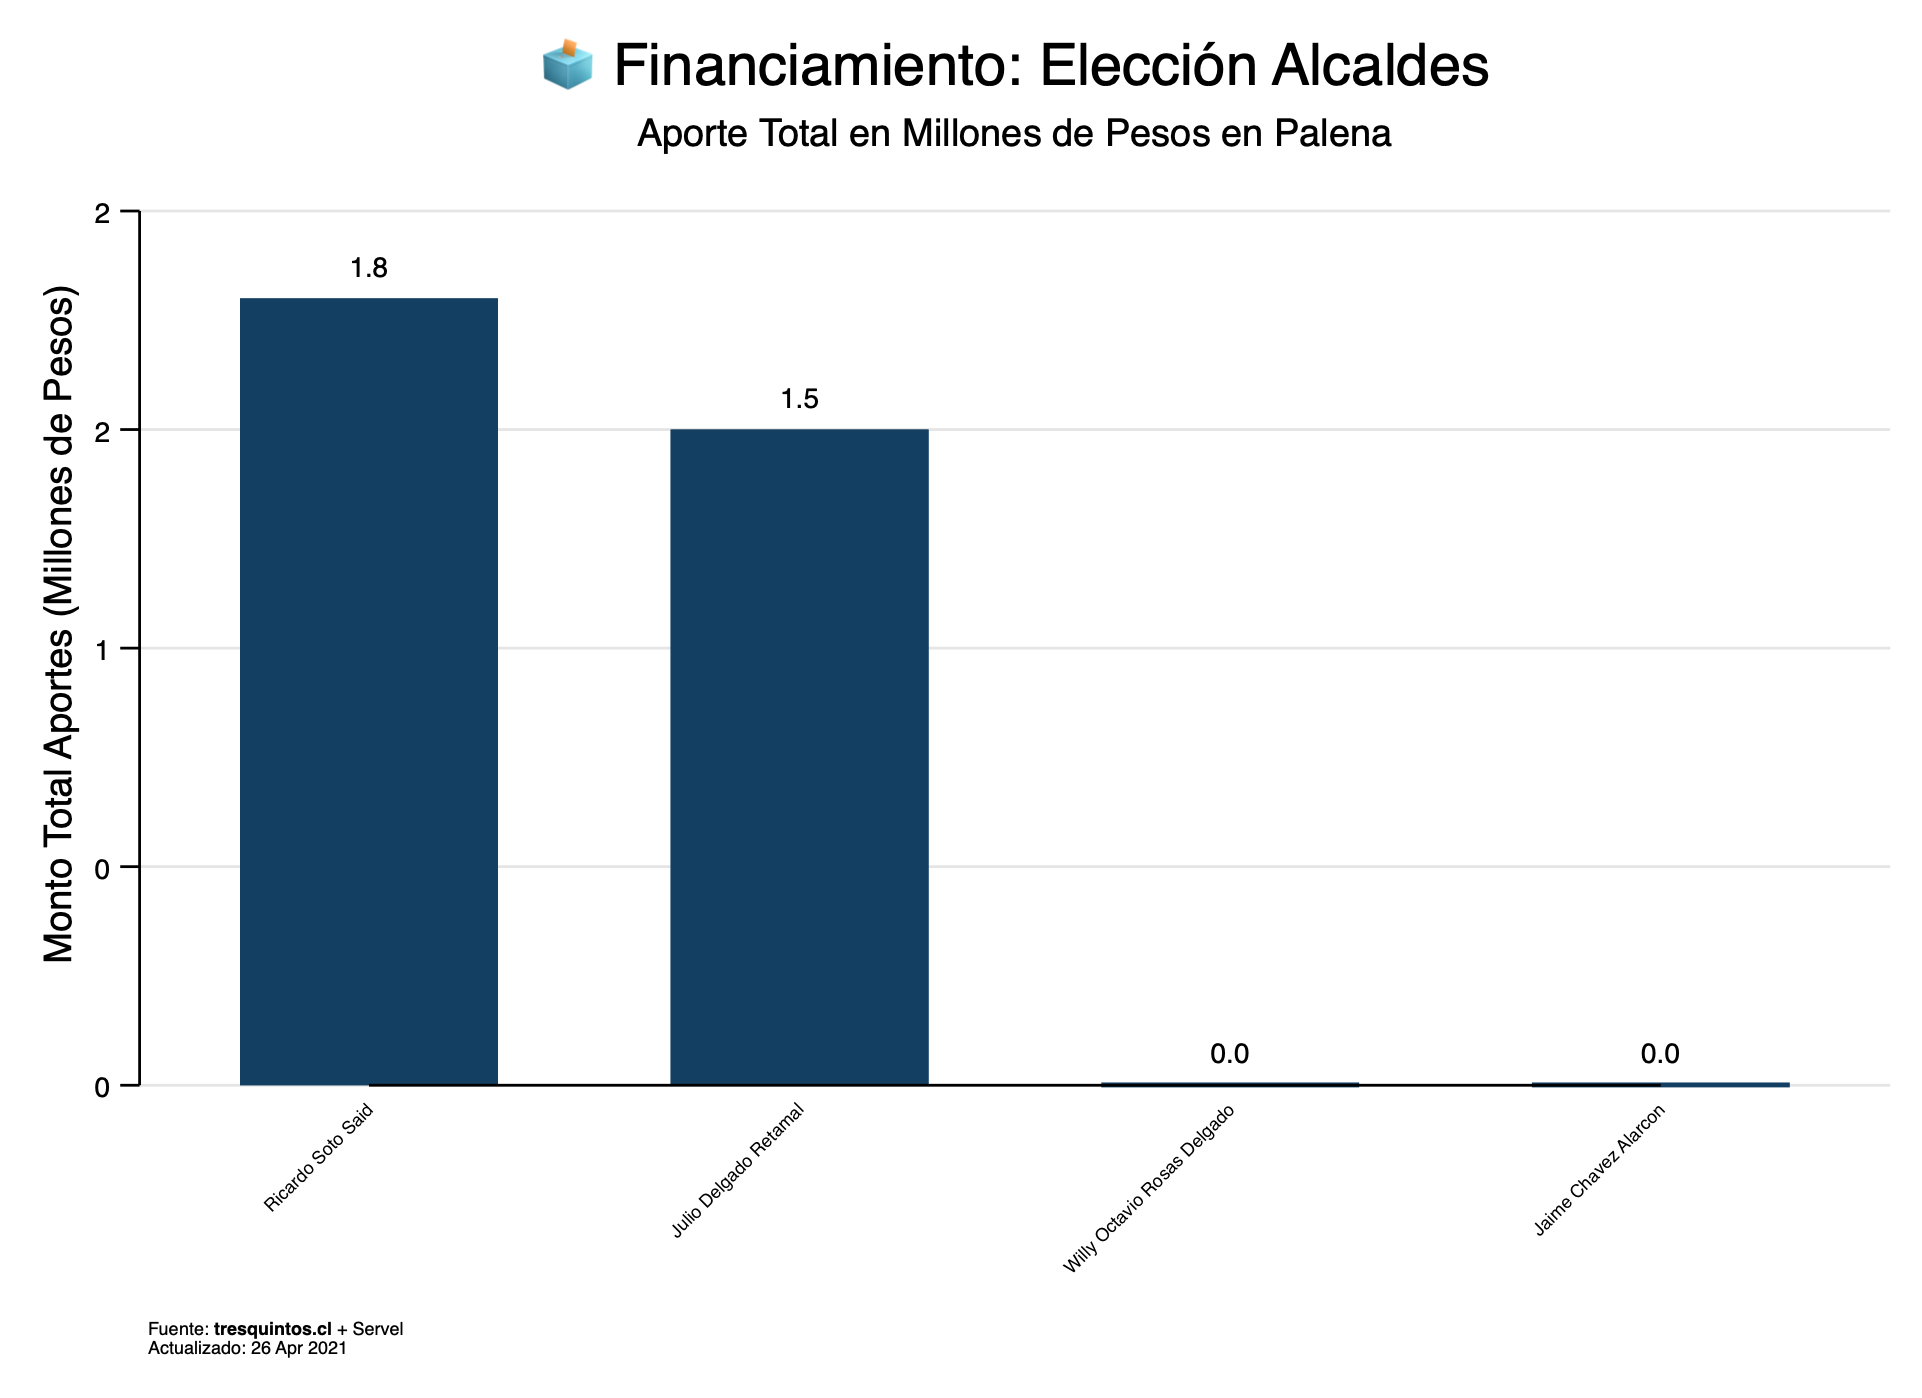 Financiamiento: Elección Alcaldes
Aporte Total en Millones de Pesos en Palena
Monto Total Aportes (Millones de Pesos)
2
2
1
0
0
1.8
1.5
0.0
0.0
Ricardo Soto Said
Julio Delgado Retamal
Willy Octavio Rosas Delgado
Jaime Chavez Alarcon
Fuente: tresquintos.cl + Servel
Actualizado: 26 Apr 2021